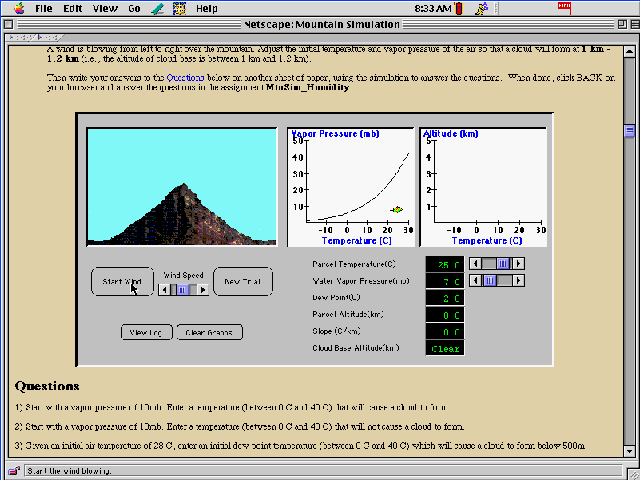 File Edit View Go Help 8:33 AM
Netscape: Mountain Simulation
A wind is blowing from left to right over the mountain. Adjust the initial temperature and vapor pressure of the air so that a cloud will form at 1 km -
1.2 km (i.e., the altitude of cloud base is between 1 km and 1.2 km).
Then write your answers to the Questions below on another sheet of paper, using the simulation to answer the questions. When done, click BACK on
your browser and answer the questions in the assignment MtnSim_Humidity
Vapor Pressure (mb)
50
40
30
20
10
-10 0 10 20 30
Temperature (C)
Altitude (km)
5
4
3
2
1
-10 0 10 20 30
Temperature (C)
Start Wind
Wind Speed
New Trial
View Log
Clean Graphs
Parcel Temperature(C) 25 C
Water Vapor Pressure(mb) 7 C
Dew Point(C) 2 C
Parcel Altitude(km) 0 C
Slope (C/km) 0 C
Cloud Base Altitude(km) Clear
Questions
1) Start with a vapor pressure of 10mb. Enter a temperature (between 0 C and 40 C) that will cause a cloud to form.
2) Start with a vapor pressure of 10mb. Enter a temperature (between 0 C and 40 C) that will not cause a cloud to form.
3) Given an initial air temperature of 28 C, enter an initial dew point temperature (between 0 C and 40 C) which will cause a cloud to form below 500m
Start the wind blowing.